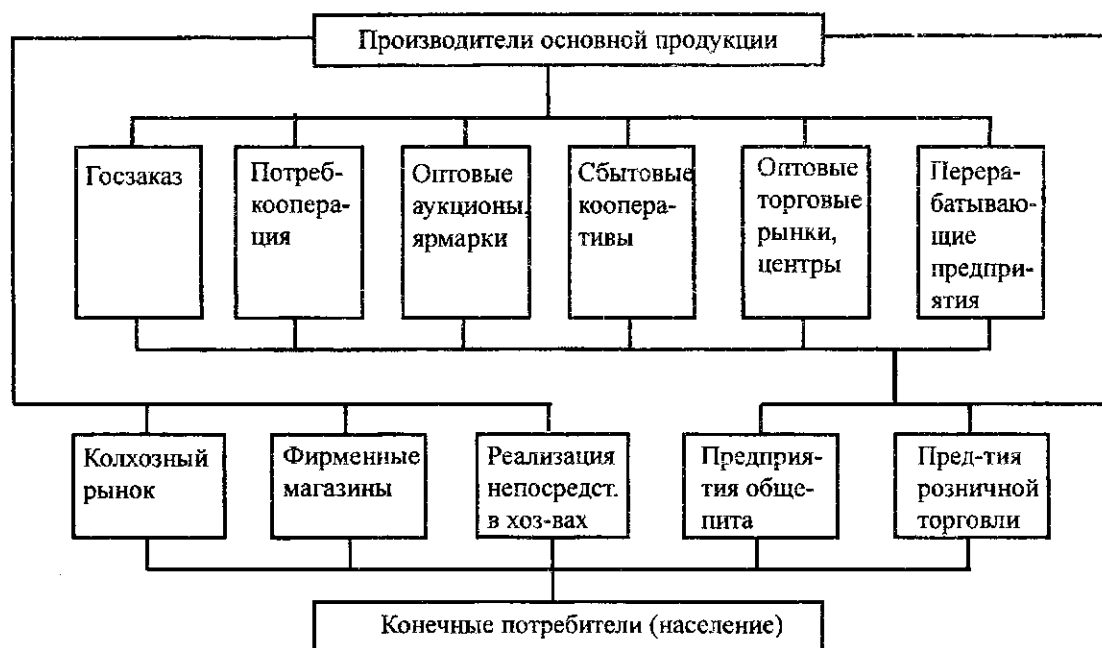 Производители основной продукции
Госзаказ
Потреб-
коопера-
ция
Оптовые
аукционы,
ярмарки
Сбытовые
коопера-
тивы
Оптовые
торговые
рынки,
центры
Перера-
батываю-
щие
предпри-
ятия
Колхозный
рынок
Фирменные
магазины
Реализация
непосредст.
в хоз-вах
Предприя-
тия обще-
пита
Пред-тия
розничной
торговли
Конечные потребители (население)